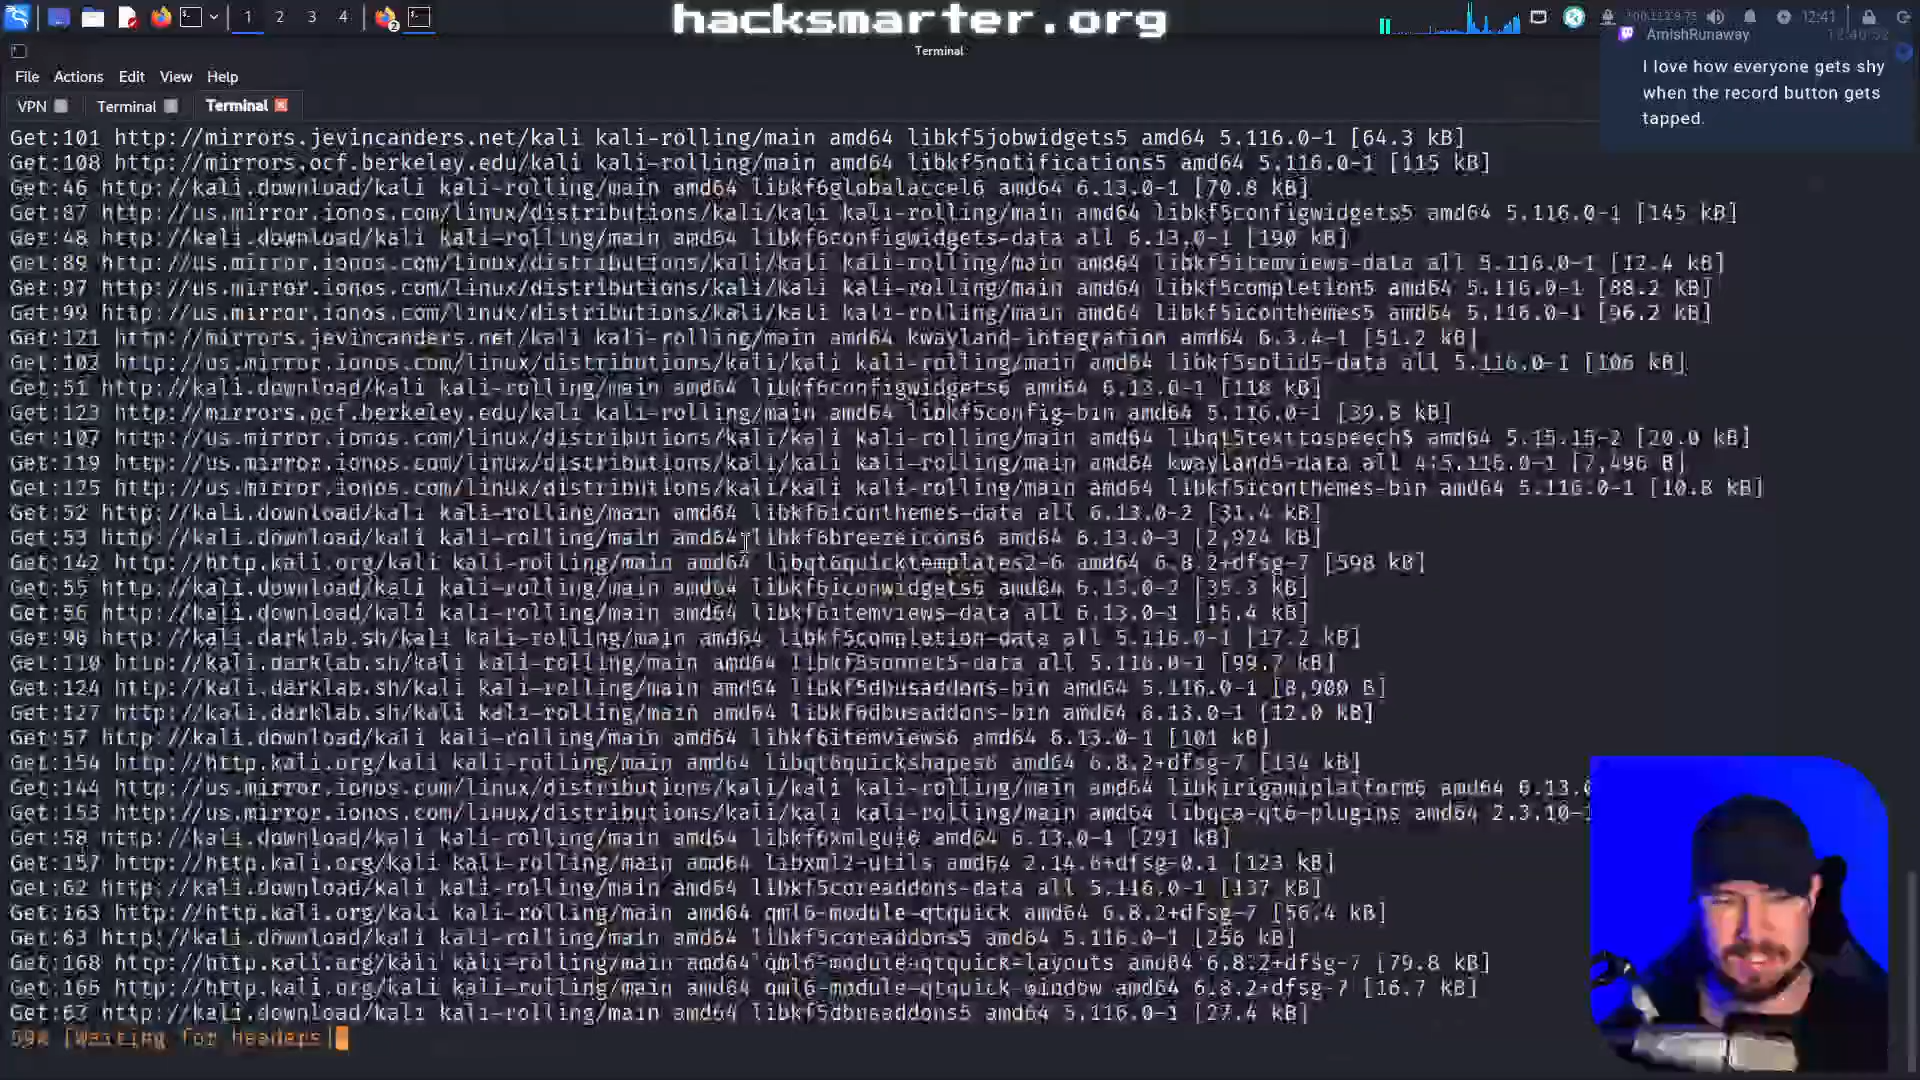 hacksmarter.org
1 2 3 4
12:41
Terminal
AmishRunaway
I love how everyone gets shy
when the record button gets
tapped.
File Actions Edit View Help
VPN Terminal Terminal
Get:101 http://mirrors.jevincanders.net/kali kali-rolling/main amd64 libkf5jobwidgets5 amd64 5.116.0-1 [64.3 kB]
Get:108 http://mirrors.ocf.berkeley.edu/kali kali-rolling/main amd64 libkf5notifications5 amd64 5.116.0-1 [115 kB]
Get:46 http://kali.download/kali kali-rolling/main amd64 libkf6globalaccel6 amd64 6.13.0-1 [70.8 kB]
Get:87 http://us.mirror.ionos.com/linux/distributions/kali/kali kali-rolling/main amd64 libkf5configwidgets5 amd64 5.116.0-1 [145 kB]
Get:48 http://kali.download/kali kali-rolling/main amd64 libkf6configwidgets-data all 6.13.0-1 [190 kB]
Get:89 http://us.mirror.ionos.com/linux/distributions/kali/kali kali-rolling/main amd64 libkf5itemviews-data all 5.116.0-1 [12.4 kB]
Get:97 http://us.mirror.ionos.com/linux/distributions/kali/kali kali-rolling/main amd64 libkf5completion5 amd64 5.116.0-1 [88.2 kB]
Get:99 http://us.mirror.ionos.com/linux/distributions/kali/kali kali-rolling/main amd64 libkf5iconthemes5 amd64 5.116.0-1 [96.2 kB]
Get:121 http://mirrors.jevincanders.net/kali kali-rolling/main amd64 kwayland-integration amd64 6.3.4-1 [51.2 kB]
Get:102 http://us.mirror.ionos.com/linux/distributions/kali/kali kali-rolling/main amd64 libkf5solid5-data all 5.116.0-1 [106 kB]
Get:51 http://kali.download/kali kali-rolling/main amd64 libkf6configwidgets6 amd64 6.13.0-1 [118 kB]
Get:123 http://mirrors.ocf.berkeley.edu/kali kali-rolling/main amd64 libkf5config-bin amd64 5.116.0-1 [39.8 kB]
Get:107 http://us.mirror.ionos.com/linux/distributions/kali/kali kali-rolling/main amd64 libqt5texttospeech5 amd64 5.15.15-2 [20.0 kB]
Get:119 http://us.mirror.ionos.com/linux/distributions/kali/kali kali-rolling/main amd64 kwayland5-data all 4:5.116.0-1 [7,496 B]
Get:125 http://us.mirror.ionos.com/linux/distributions/kali/kali kali-rolling/main amd64 libkf5iconthemes-bin amd64 5.116.0-1 [10.8 kB]
Get:52 http://kali.download/kali kali-rolling/main amd64 libkf6iconthemes-data all 6.13.0-2 [31.4 kB]
Get:53 http://kali.download/kali kali-rolling/main amd64 libkf6breezeicons6 amd64 6.13.0-3 [2,924 kB]
Get:142 http://http.kali.org/kali kali-rolling/main amd64 libqt6quicktemplates2-6 amd64 6.8.2+dfsg-7 [598 kB]
Get:55 http://kali.download/kali kali-rolling/main amd64 libkf6iconwidgets6 amd64 6.13.0-2 [35.3 kB]
Get:56 http://kali.download/kali kali-rolling/main amd64 libkf6itemviews-data all 6.13.0-1 [15.4 kB]
Get:96 http://kali.darklab.sh/kali kali-rolling/main amd64 libkf5completion-data all 5.116.0-1 [17.2 kB]
Get:110 http://kali.darklab.sh/kali kali-rolling/main amd64 libkf5sonnet5-data all 5.116.0-1 [99.7 kB]
Get:124 http://kali.darklab.sh/kali kali-rolling/main amd64 libkf5dbusaddons-bin amd64 5.116.0-1 [8,900 B]
Get:127 http://kali.darklab.sh/kali kali-rolling/main amd64 libkf6dbusaddons-bin amd64 6.13.0-1 [12.0 kB]
Get:57 http://kali.download/kali kali-rolling/main amd64 libkf6itemviews6 amd64 6.13.0-1 [101 kB]
Get:154 http://http.kali.org/kali kali-rolling/main amd64 libqt6quickshapes6 amd64 6.8.2+dfsg-7 [134 kB]
Get:144 http://us.mirror.ionos.com/linux/distributions/kali/kali kali-rolling/main amd64 libkirigamiplatform6 amd64 6.13.0
Get:153 http://us.mirror.ionos.com/linux/distributions/kali/kali kali-rolling/main amd64 libqca-qt6-plugins amd64 2.3.10-1
Get:58 http://kali.download/kali kali-rolling/main amd64 libkf6xmlgui6 amd64 6.13.0-1 [291 kB]
Get:157 http://http.kali.org/kali kali-rolling/main amd64 libxml2-utils amd64 2.14.6+dfsg-0.1 [123 kB]
Get:62 http://kali.download/kali kali-rolling/main amd64 libkf5coreaddons-data all 5.116.0-1 [137 kB]
Get:163 http://http.kali.org/kali kali-rolling/main amd64 qml6-module-qtquick amd64 6.8.2+dfsg-7 [56.4 kB]
Get:63 http://kali.download/kali kali-rolling/main amd64 libkf5coreaddons5 amd64 5.116.0-1 [256 kB]
Get:168 http://http.kali.org/kali kali-rolling/main amd64 qml6-module-qtquick-layouts amd64 6.8.2+dfsg-7 [79.8 kB]
Get:166 http://http.kali.org/kali kali-rolling/main amd64 qml6-module-qtquick-window amd64 6.8.2+dfsg-7 [16.7 kB]
Get:67 http://kali.download/kali kali-rolling/main amd64 libkf5dbusaddons5 amd64 5.116.0-1 [27.4 kB]
59% [Waiting for headers]